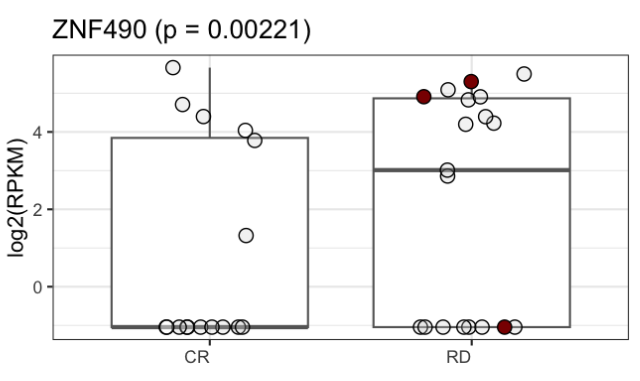 ZNF490 (p = 0.00221)
log2(RPKM)
4
2
0
CR
RD